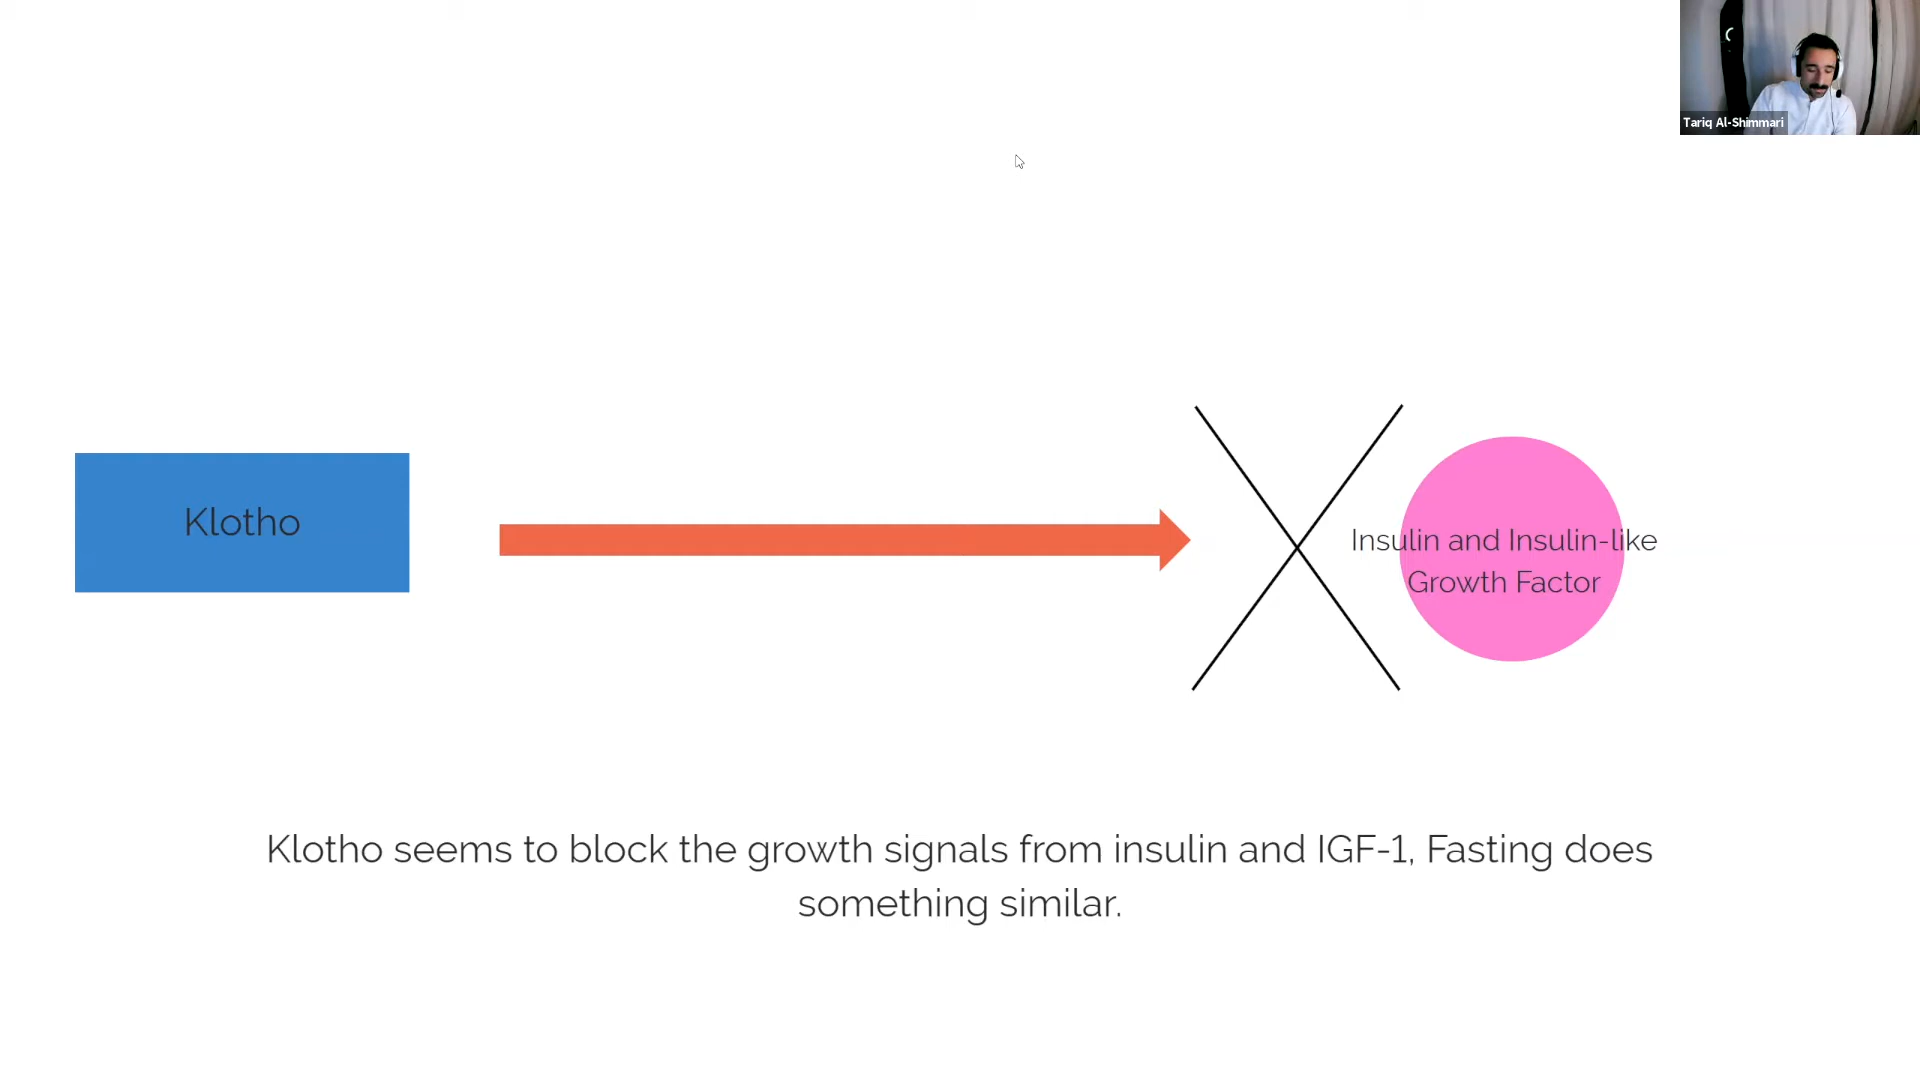 Tariq Al-Shimmari
Klotho
Insulin and Insulin-like
Growth Factor
Klotho seems to block the growth signals from insulin and IGF-1, Fasting does
something similar.